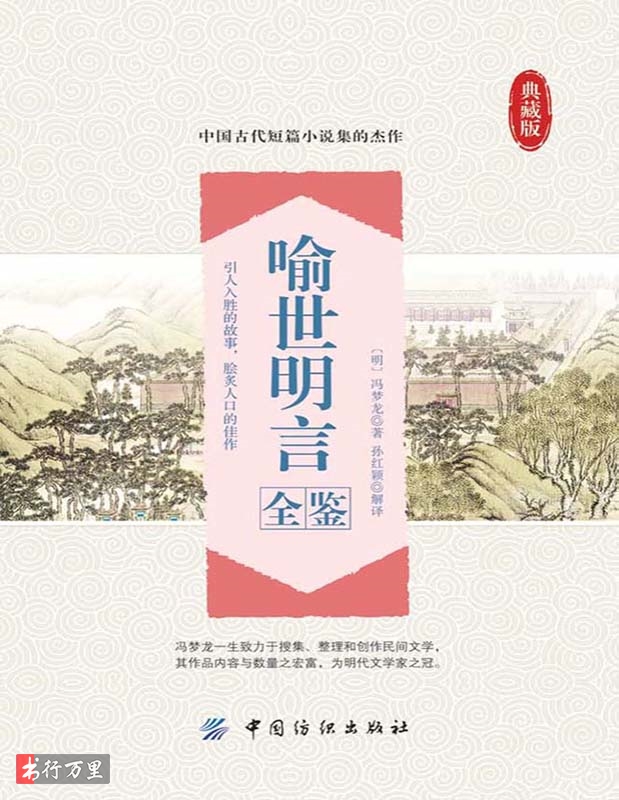 典藏版
中国古代短篇小说集的杰作
喻世明言
全鉴
引人入胜的故事，脍炙人口的佳作
〔明〕冯梦龙◎著 孙红颖◎解译
冯梦龙一生致力于搜集、整理和创作民间文学，
其作品内容与数量之宏富，为明代文学家之冠。
中国纺织出版社
书行万里